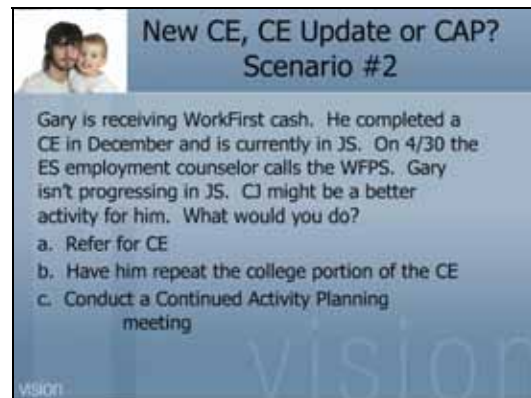 New CE, CE Update or CAP?
Scenario #2
Gary is receiving WorkFirst cash. He completed a
CE in December and is currently in JS. On 4/30 the
ES employment counselor calls the WFPS. Gary
isn't progressing in JS. CJ might be a better
activity for him. What would you do?
a. Refer for CE
b. Have him repeat the college portion of the CE
c. Conduct a Continued Activity Planning
meeting
vision
vision